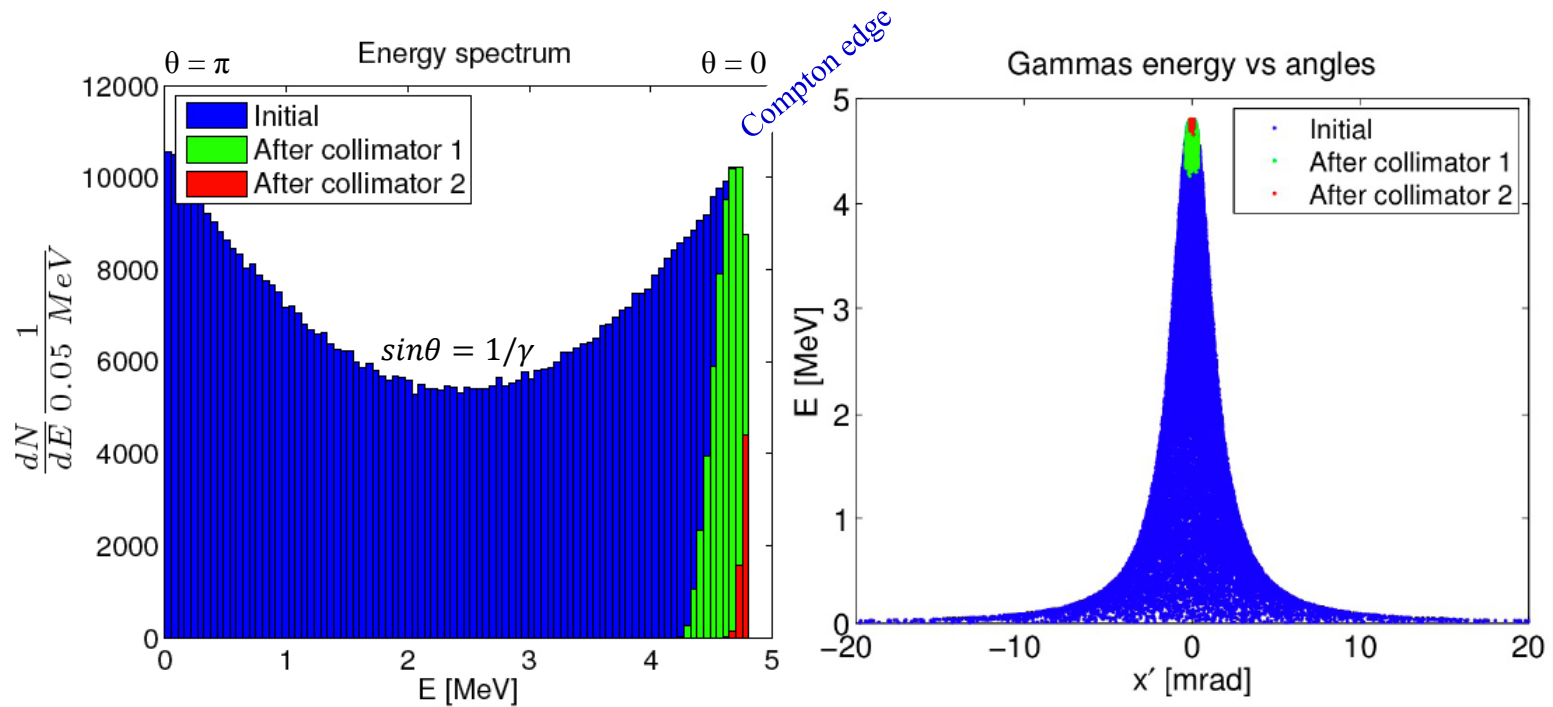 Energy spectrum
θ = π
θ = 0
Compton edge
12000
10000
8000
6000
4000
2000
0
dN/dE 1/0.05 MeV
Initial
After collimator 1
After collimator 2
sinθ = 1/γ
0 1 2 3 4 5
E [MeV]
Gammas energy vs angles
5
4
3
2
1
0
E [MeV]
Initial
After collimator 1
After collimator 2
−20 −10 0 10 20
x′ [mrad]